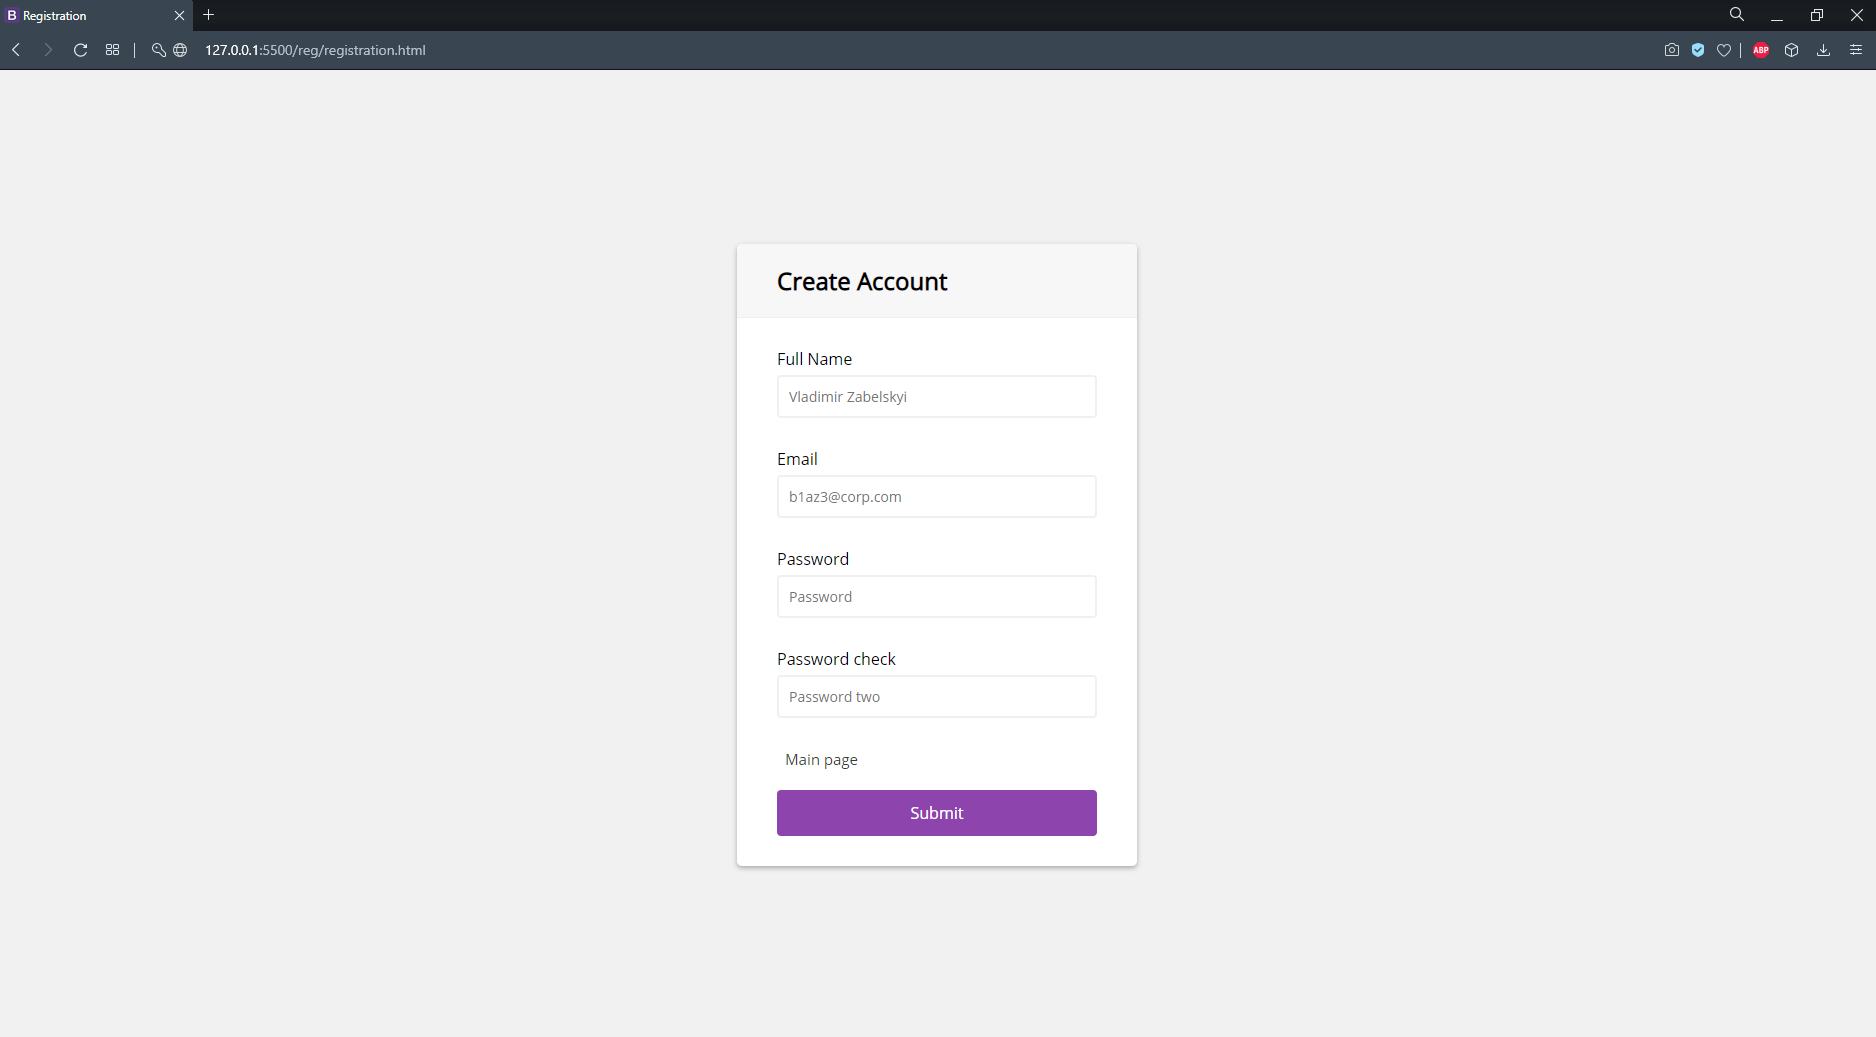 B Registration
127.0.0.1:5500/reg/registration.html
ABP
Create Account
Full Name
Vladimir Zabelskyi
Email
b1az3@corp.com
Password
Password
Password check
Password two
Main page
Submit